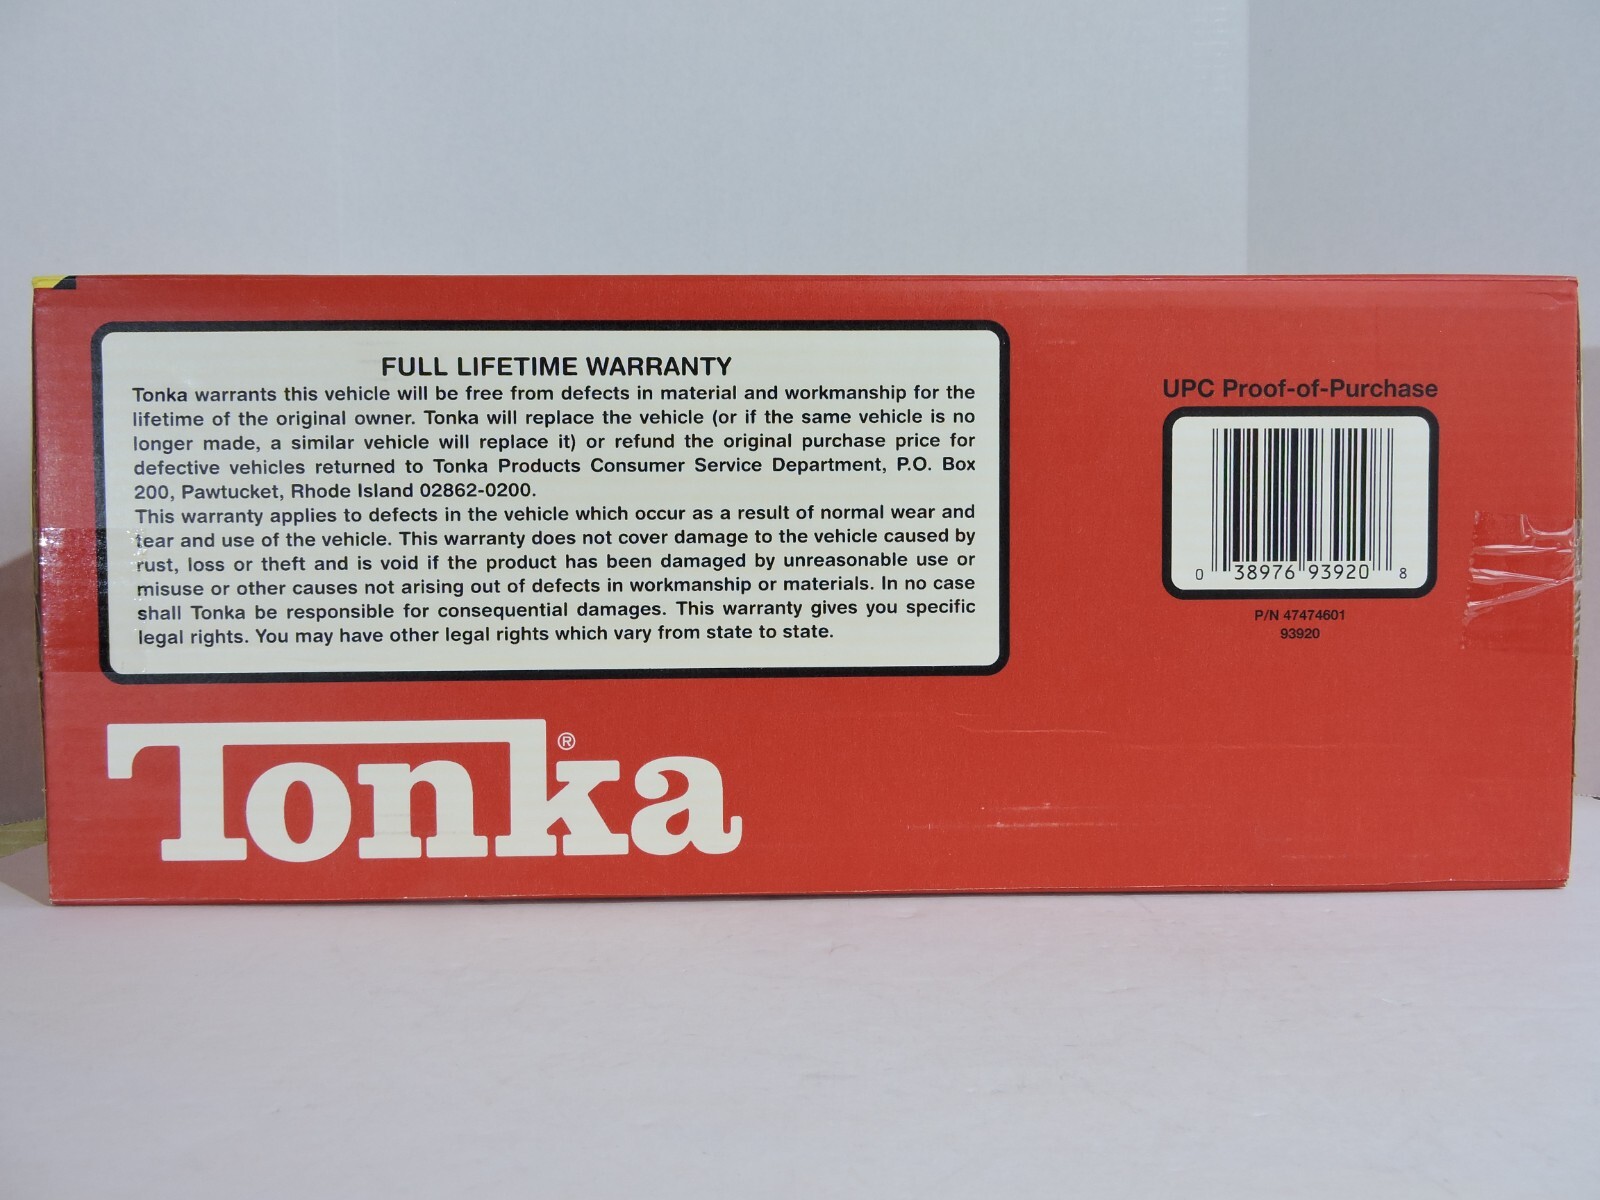 FULL LIFETIME WARRANTY
Tonka warrants this vehicle will be free from defects in material and workmanship for the
lifetime of the original owner. Tonka will replace the vehicle (or if the same vehicle is no
longer made, a similar vehicle will replace it) or refund the original purchase price for
defective vehicles returned to Tonka Products Consumer Service Department, P.O. Box
200, Pawtucket, Rhode Island 02862-0200.
This warranty applies to defects in the vehicle which occur as a result of normal wear and
tear and use of the vehicle. This warranty does not cover damage to the vehicle caused by
rust, loss or theft and is void if the product has been damaged by unreasonable use or
misuse or other causes not arising out of defects in workmanship or materials. In no case
shall Tonka be responsible for consequential damages. This warranty gives you specific
legal rights. You may have other legal rights which vary from state to state.
Tonka®
UPC Proof-of-Purchase
0 38976 93920 8
P/N 47474601
93920